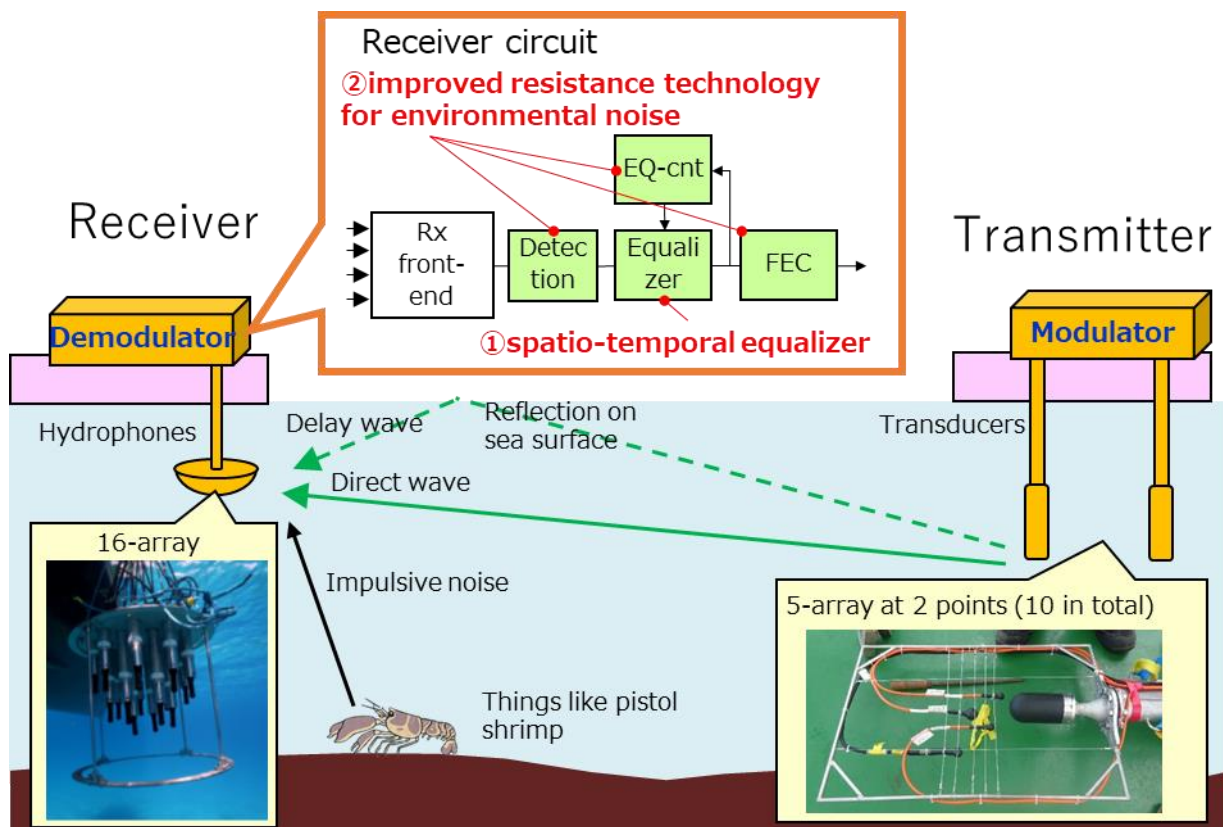 Receiver circuit
②improved resistance technology
for environmental noise
EQ-cnt
Rx
front-
end
Detec
tion
Equali
zer
FEC
①spatio-temporal equalizer
Receiver
Transmitter
Demodulator
Modulator
Hydrophones
Delay wave
Reflection on
sea surface
Transducers
Direct wave
16-array
Impulsive noise
5-array at 2 points (10 in total)
Things like pistol
shrimp